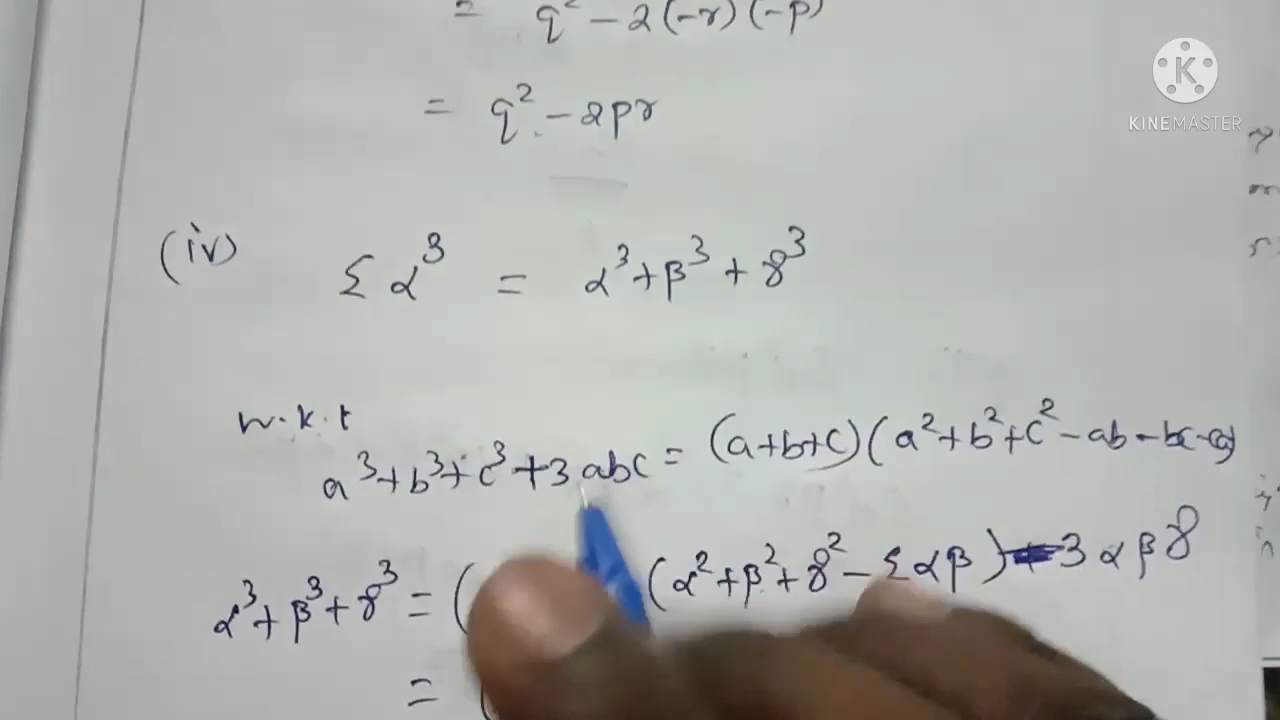 = q² - 2(-r)(-p)
= q² - 2pr
KINEMASTER
(iv) Σα³ = α³+β³+γ³
w.k.t
a³+b³+c³+3abc = (a+b+c)(a²+b²+c²-ab-bc-ca)
α³+β³+γ³ = ( (α²+β²+γ²-Σαβ) 3αβγ
= (